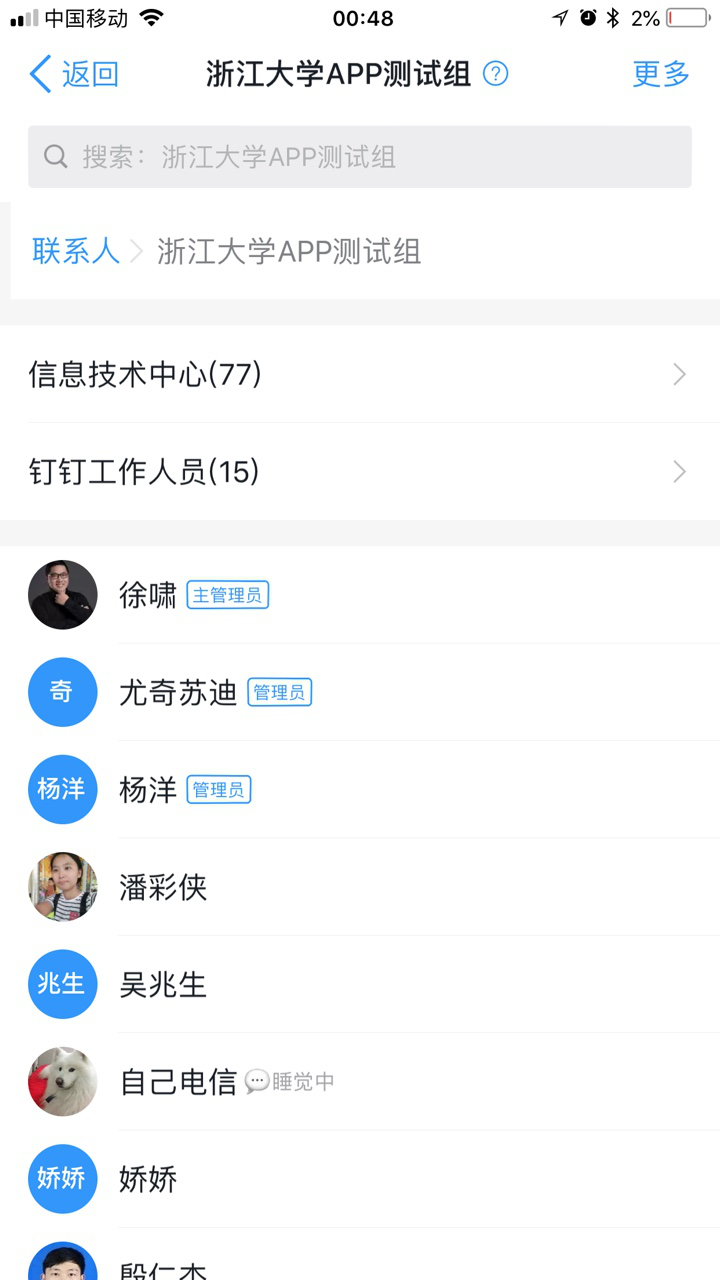 中国移动 00:48 2%
返回 浙江大学APP测试组 ? 更多
搜索：浙江大学APP测试组
联系人 浙江大学APP测试组
信息技术中心(77)
钉钉工作人员(15)
徐啸 主管理员
奇 尤奇苏迪 管理员
杨洋 杨洋 管理员
潘彩侠
兆生 吴兆生
自己电信 睡觉中
娇娇 娇娇
殷仁杰